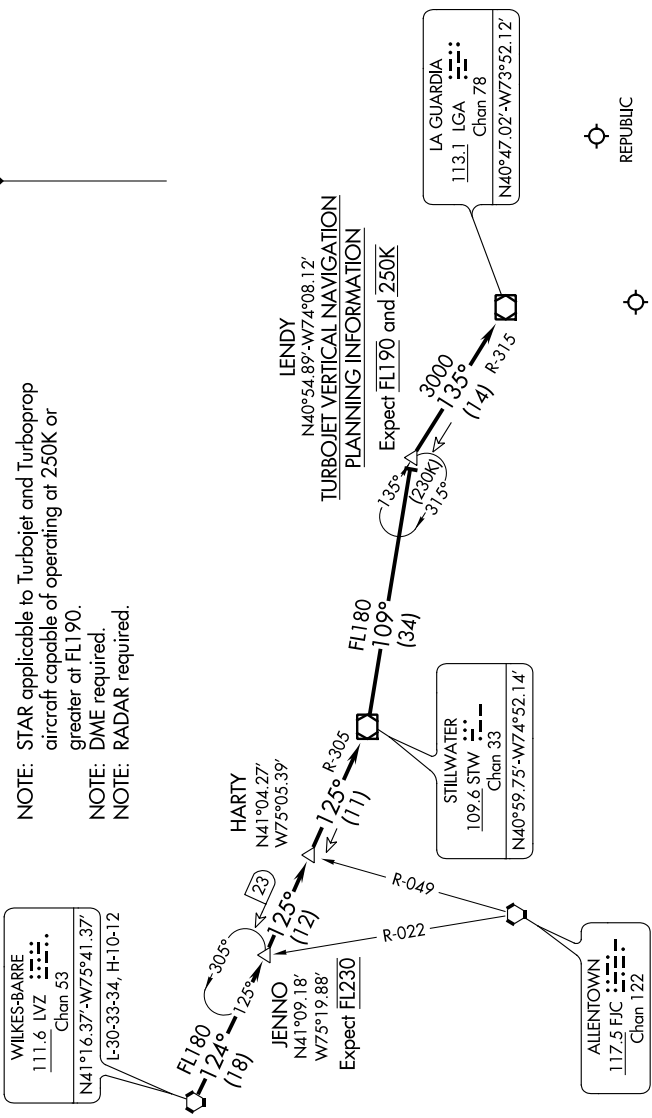 NOTE: STAR applicable to Turbojet and Turboprop
aircraft capable of operating at 250K or
greater at FL190.
NOTE: DME required.
NOTE: RADAR required.
WILKES-BARRE
111.6 LVZ
Chan 53
N41°16.37'-W75°41.37'
L-30-33-34, H-10-12
FL180
124°
(18)
305°
125°
JENNO
N41°09.18'
W75°19.88'
Expect FL230
23
125°
(12)
HARTY
N41°04.27'
W75°05.39'
125°
(11)
R-305
R-049
R-022
ALLENTOWN
117.5 FJC
Chan 122
STILLWATER
109.6 STW
Chan 33
N40°59.75'-W74°52.14'
FL180
109°
(34)
LENDY
N40°54.89'-W74°08.12'
TURBOJET VERTICAL NAVIGATION
PLANNING INFORMATION
Expect FL190 and 250K
135°
(230K)
315°
3000
135°
(14)
R-315
LA GUARDIA
113.1 LGA
Chan 78
N40°47.02'-W73°52.12'
REPUBLIC